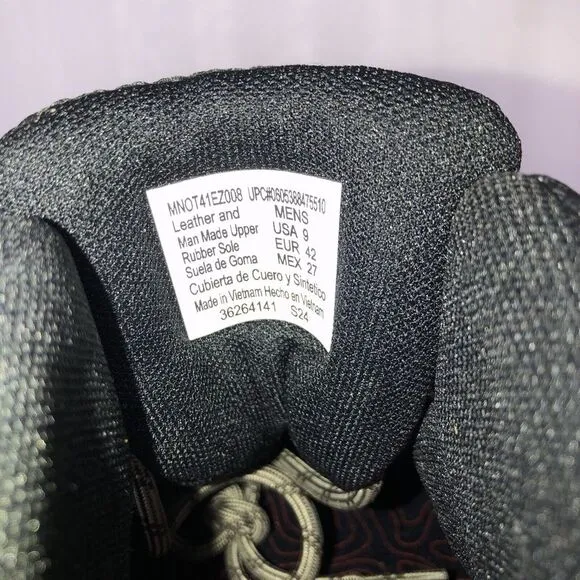 MNOT41EZ008 UPC#0605388475510
Leather and MENS
Man Made Upper USA 9
Rubber Sole EUR 42
Suela de Goma MEX 27
Cubierta de Cuero y Sintetico
Made in Vietnam Hecho en Vietnam
36264141 S24